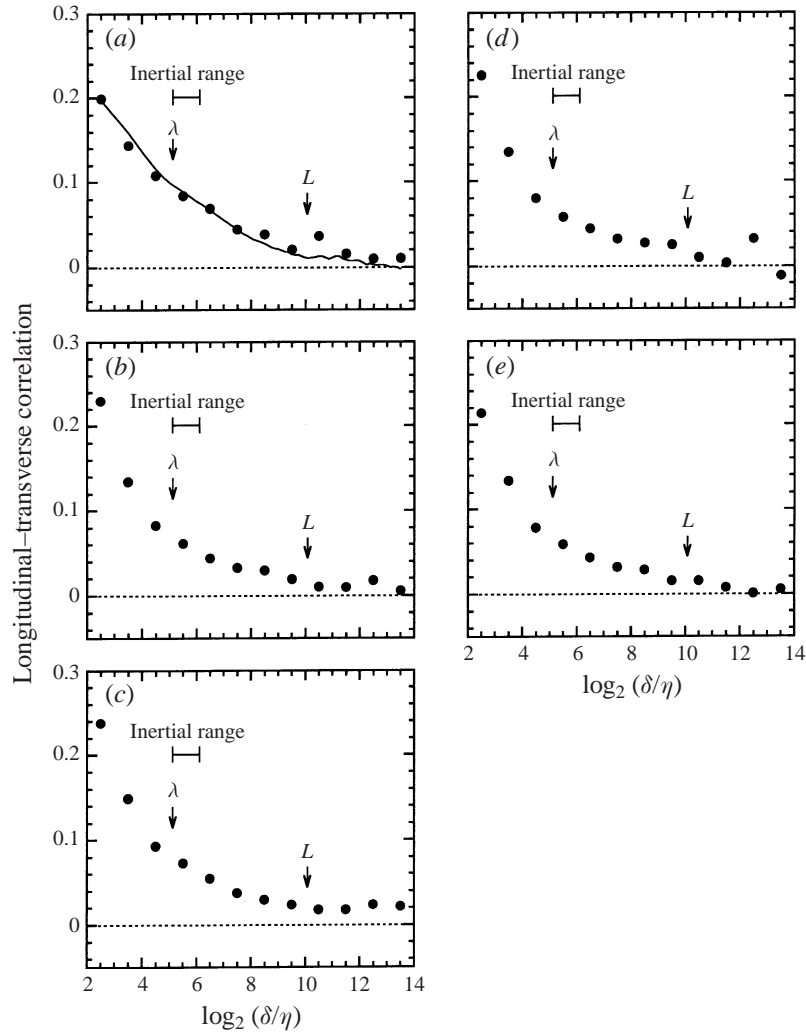 Longitudinal–transverse correlation
(a)
Inertial range
λ
L
0.3
0.2
0.1
0
(d)
Inertial range
λ
L
(b)
Inertial range
λ
L
0.3
0.2
0.1
0
(e)
Inertial range
λ
L
2 4 6 8 10 12 14
log₂ (δ/η)
(c)
Inertial range
λ
L
0.3
0.2
0.1
0
2 4 6 8 10 12 14
log₂ (δ/η)